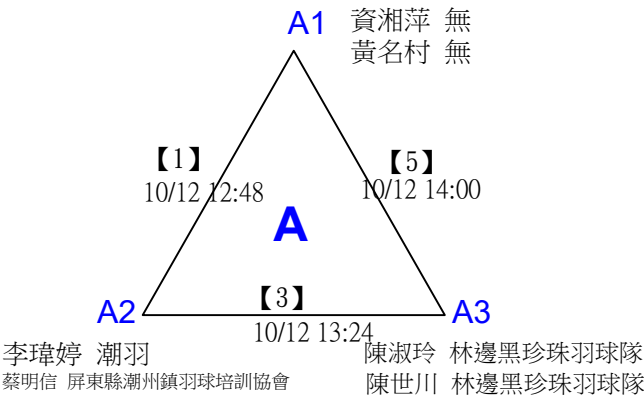 A1 資湘萍 無
黃名村 無
【1】
10/12 12:48
【5】
10/12 14:00
A
【3】
10/12 13:24
A2
A3
李瑋婷 潮羽
蔡明信 屏東縣潮州鎮羽球培訓協會
陳淑玲 林邊黑珍珠羽球隊
陳世川 林邊黑珍珠羽球隊